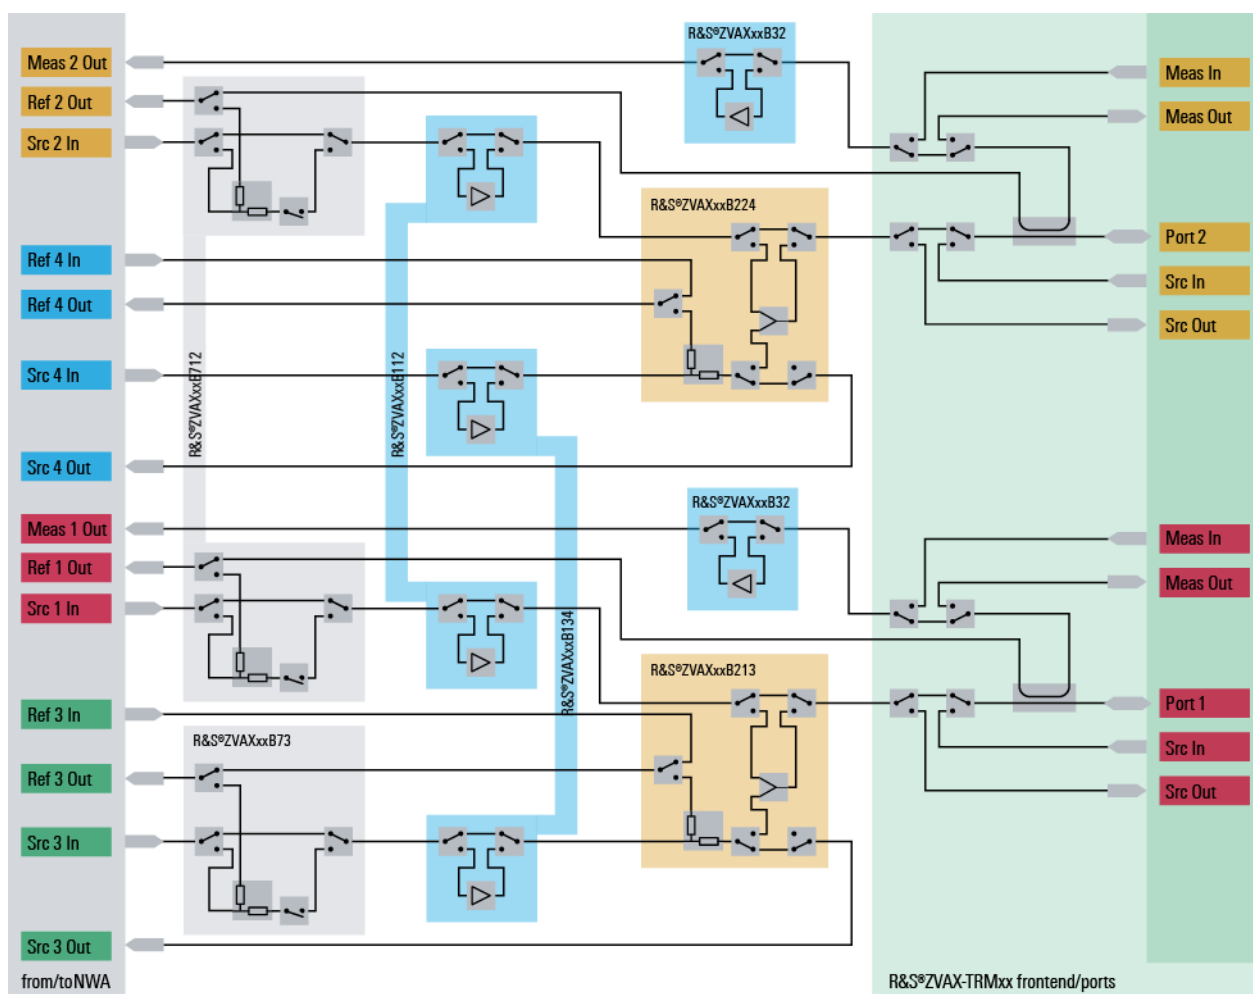 R&S®ZVAXxxB32
Meas 2 Out
Meas In
Ref 2 Out
Meas Out
Src 2 In
R&S®ZVAXxxB224
Port 2
Ref 4 In
Src In
Ref 4 Out
Src Out
R&S®ZVAXxxB712
R&S®ZVAXxxB112
Src 4 In
Src 4 Out
R&S®ZVAXxxB32
Meas 1 Out
Meas In
Ref 1 Out
Meas Out
Src 1 In
R&S®ZVAXxxB134
R&S®ZVAXxxB213
Port 1
Ref 3 In
R&S®ZVAXxxB73
Src In
Ref 3 Out
Src Out
Src 3 In
Src 3 Out
from/toNWA
R&S®ZVAX-TRMxx frontend/ports